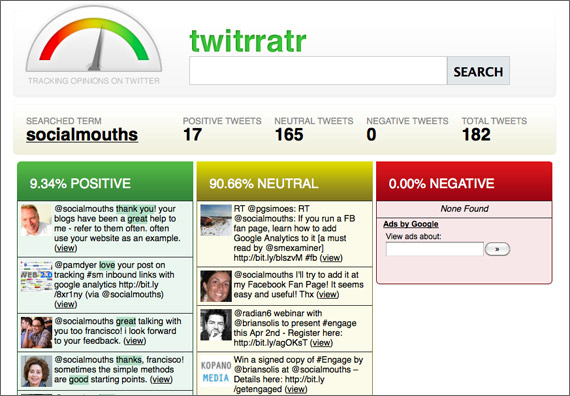 twitrratr
TRACKING OPINIONS ON TWITTER
SEARCH
SEARCHED TERM
socialmouths
POSITIVE TWEETS
17
NEUTRAL TWEETS
165
NEGATIVE TWEETS
0
TOTAL TWEETS
182
9.34% POSITIVE
@socialmouths thank you! your
blogs have been a great help to
me - refer to them often. often
use your website as an example.
(view)
@pamdyer love your post on
tracking #sm inbound links with
google analytics http://bit.ly
/8xr1ny (via @socialmouths)
(view)
@socialmouths great talking with
you too francisco! i look forward
to your feedback. (view)
@socialmouths thanks, francisco!
sometimes the simple methods
are good starting points. (view)
90.66% NEUTRAL
RT @pgsimoes: RT
@socialmouths: If you run a FB
fan page, learn how to add
Google Analytics to it [a must
read by @smexaminer]
http://bit.ly/blszvM #fb (view)
@socialmouths I'll try to add it at
my Facebook Fan Page! It seems
easy and useful! Thx (view)
@radian6 webinar with
@briansolis to present #engage
this Apr 2nd - Register here:
http://bit.ly/agOKsT (view)
KOPANO
MEDIA
Win a signed copy of #Engage by
@briansolis at @socialmouths –
Details here: http://bit.ly
/getengaged (view)
0.00% NEGATIVE
None Found
Ads by Google
View ads about:
»